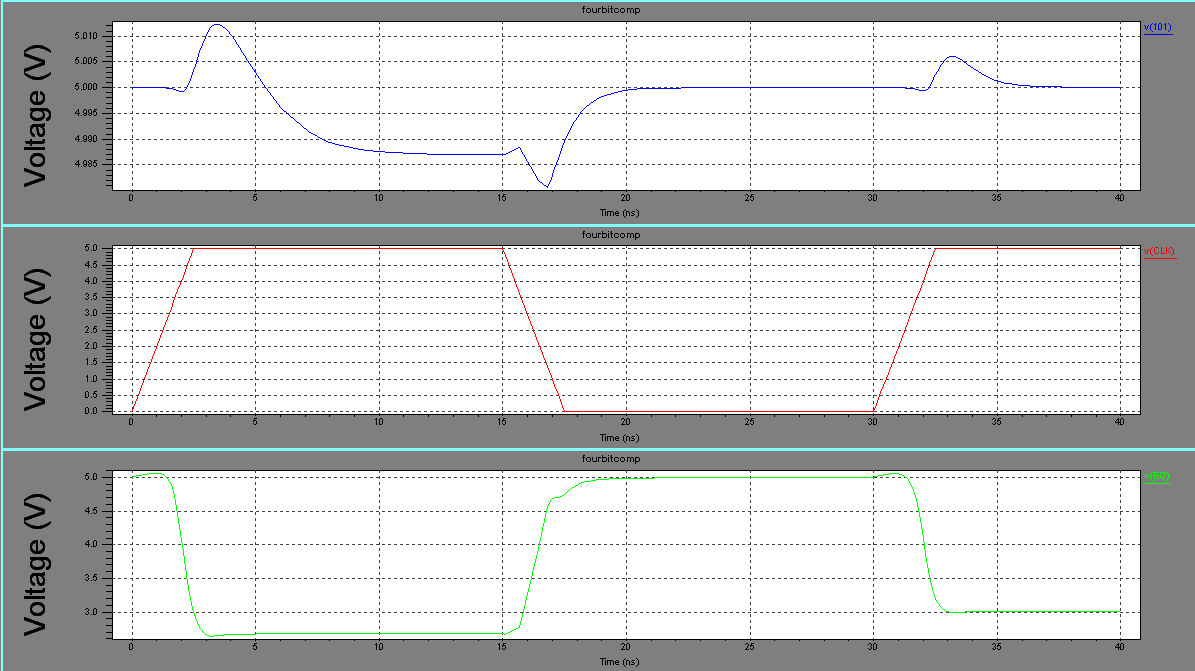 fourbitcomp
Voltage (V)
5.010
5.005
5.000
4.995
4.990
4.985
v(101)
0 5 10 15 20 25 30 35 40
Time (ns)
fourbitcomp
Voltage (V)
5.0
4.5
4.0
3.5
3.0
2.5
2.0
1.5
1.0
0.5
0.0
v(CLK)
0 5 10 15 20 25 30 35 40
Time (ns)
fourbitcomp
Voltage (V)
5.0
4.5
4.0
3.5
3.0
0 5 10 15 20 25 30 35 40
Time (ns)